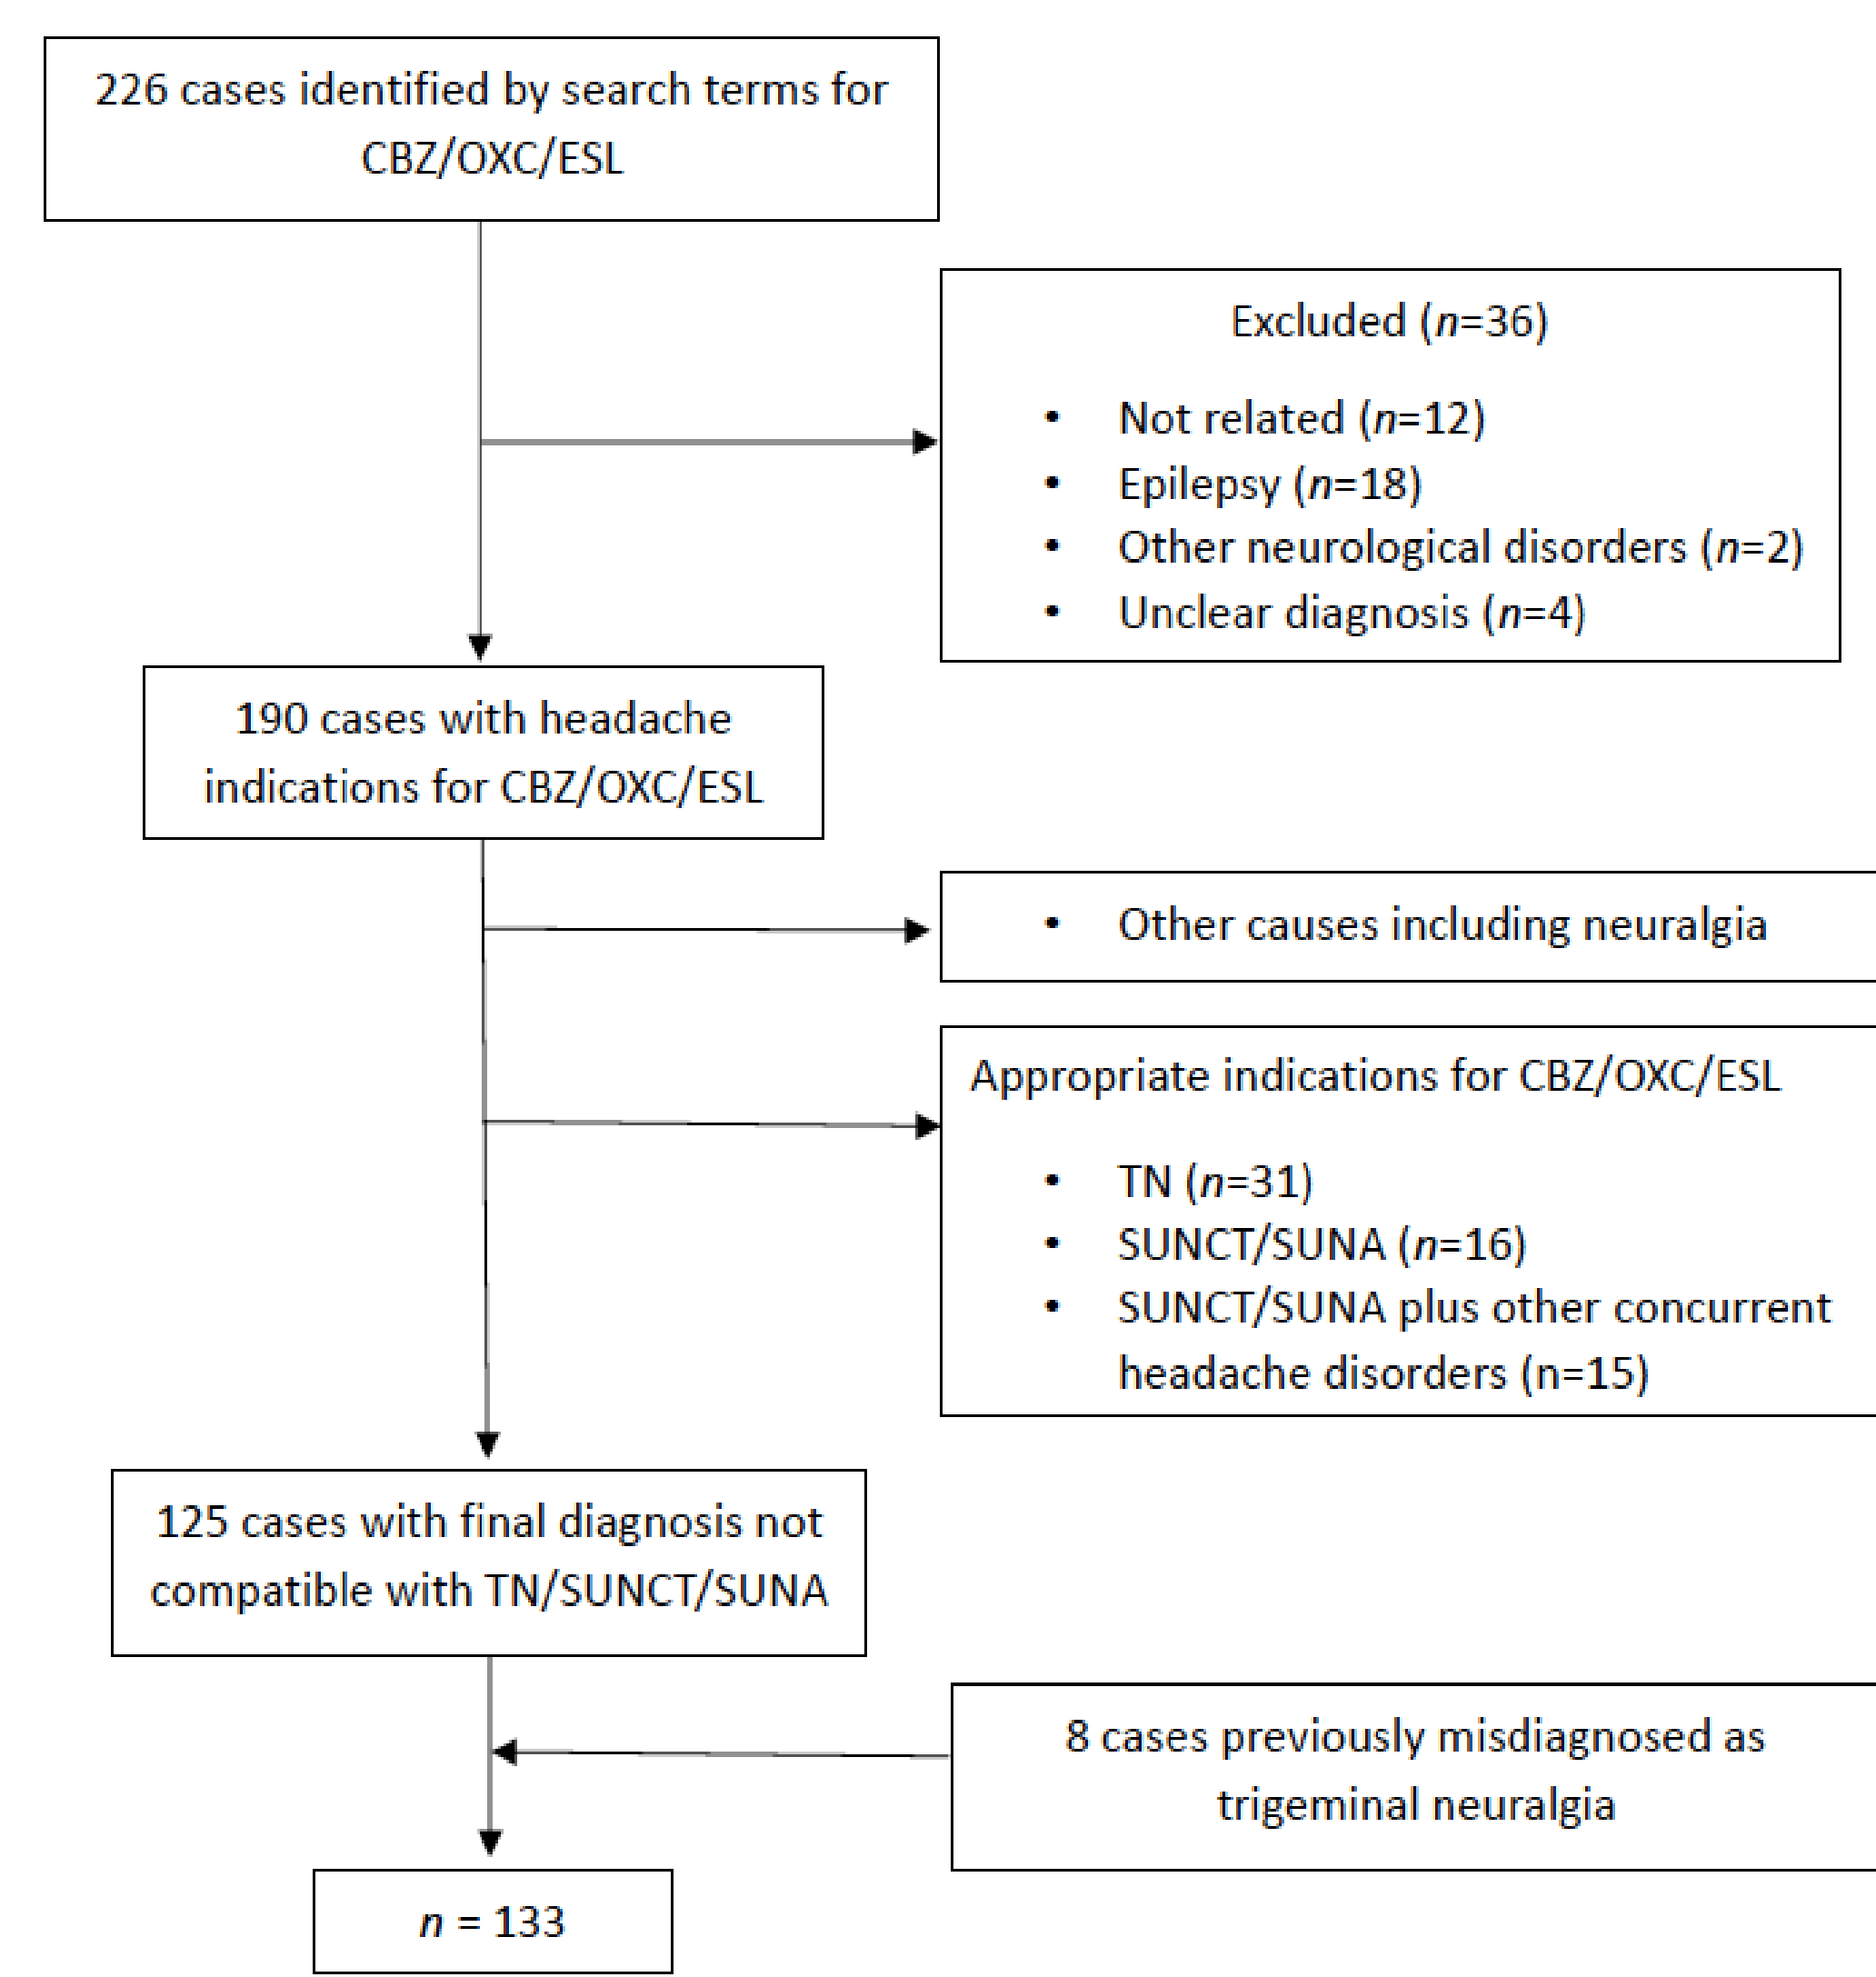 226 cases identified by search terms for
CBZ/OXC/ESL
Excluded (n=36)
• Not related (n=12)
• Epilepsy (n=18)
• Other neurological disorders (n=2)
• Unclear diagnosis (n=4)
190 cases with headache
indications for CBZ/OXC/ESL
• Other causes including neuralgia
Appropriate indications for CBZ/OXC/ESL
• TN (n=31)
• SUNCT/SUNA (n=16)
• SUNCT/SUNA plus other concurrent
headache disorders (n=15)
125 cases with final diagnosis not
compatible with TN/SUNCT/SUNA
8 cases previously misdiagnosed as
trigeminal neuralgia
n = 133